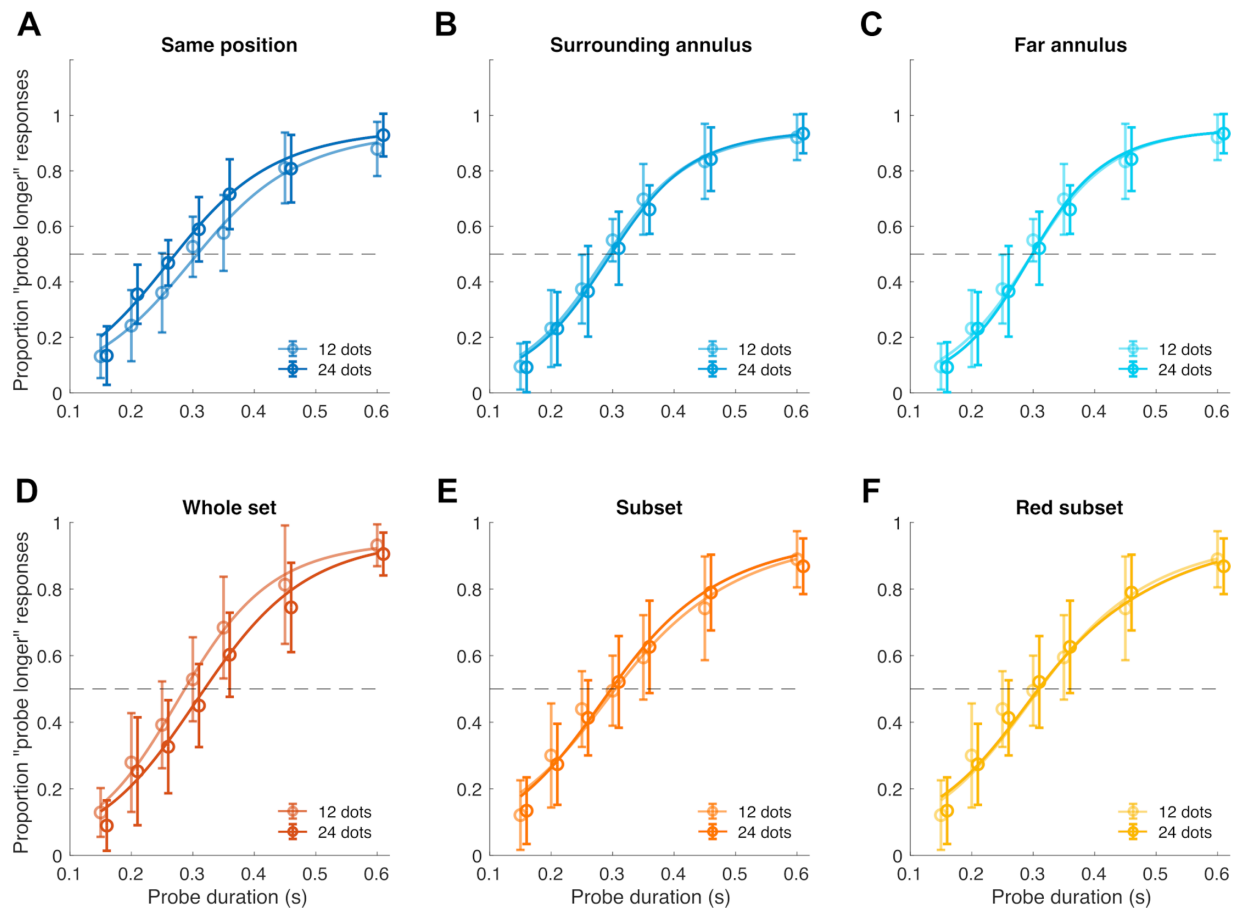 A
Same position
B
Surrounding annulus
C
Far annulus
Proportion "probe longer" responses
1
0.8
0.6
0.4
0.2
0
12 dots
24 dots
0.1 0.2 0.3 0.4 0.5 0.6
1
0.8
0.6
0.4
0.2
0
12 dots
24 dots
0.1 0.2 0.3 0.4 0.5 0.6
1
0.8
0.6
0.4
0.2
0
12 dots
24 dots
0.1 0.2 0.3 0.4 0.5 0.6
D
Whole set
E
Subset
F
Red subset
Proportion "probe longer" responses
1
0.8
0.6
0.4
0.2
0
12 dots
24 dots
0.1 0.2 0.3 0.4 0.5 0.6
Probe duration (s)
1
0.8
0.6
0.4
0.2
0
12 dots
24 dots
0.1 0.2 0.3 0.4 0.5 0.6
Probe duration (s)
1
0.8
0.6
0.4
0.2
0
12 dots
24 dots
0.1 0.2 0.3 0.4 0.5 0.6
Probe duration (s)